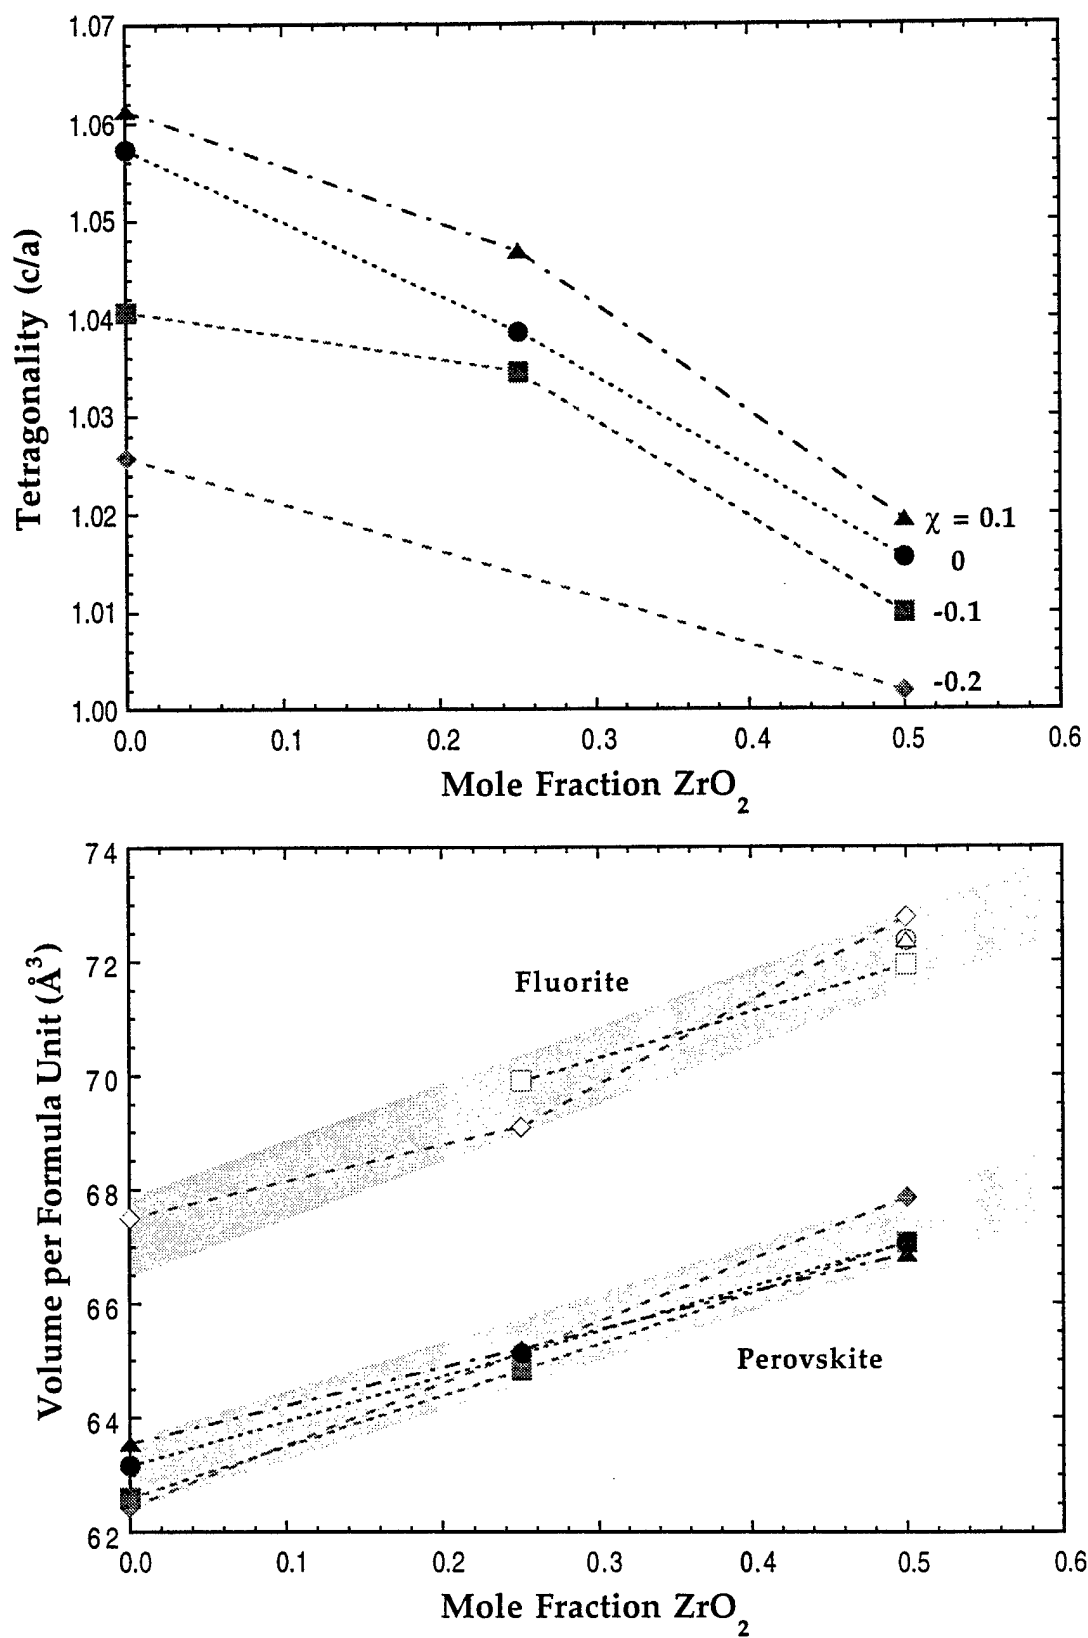 1.07
1.06
1.05
1.04
1.03
1.02
1.01
1.00
Tetragonality (c/a)
χ = 0.1
0
-0.1
-0.2
0.0 0.1 0.2 0.3 0.4 0.5 0.6
Mole Fraction ZrO₂
74
72
70
68
66
64
62
Volume per Formula Unit (Å³)
Fluorite
Perovskite
0.0 0.1 0.2 0.3 0.4 0.5 0.6
Mole Fraction ZrO₂